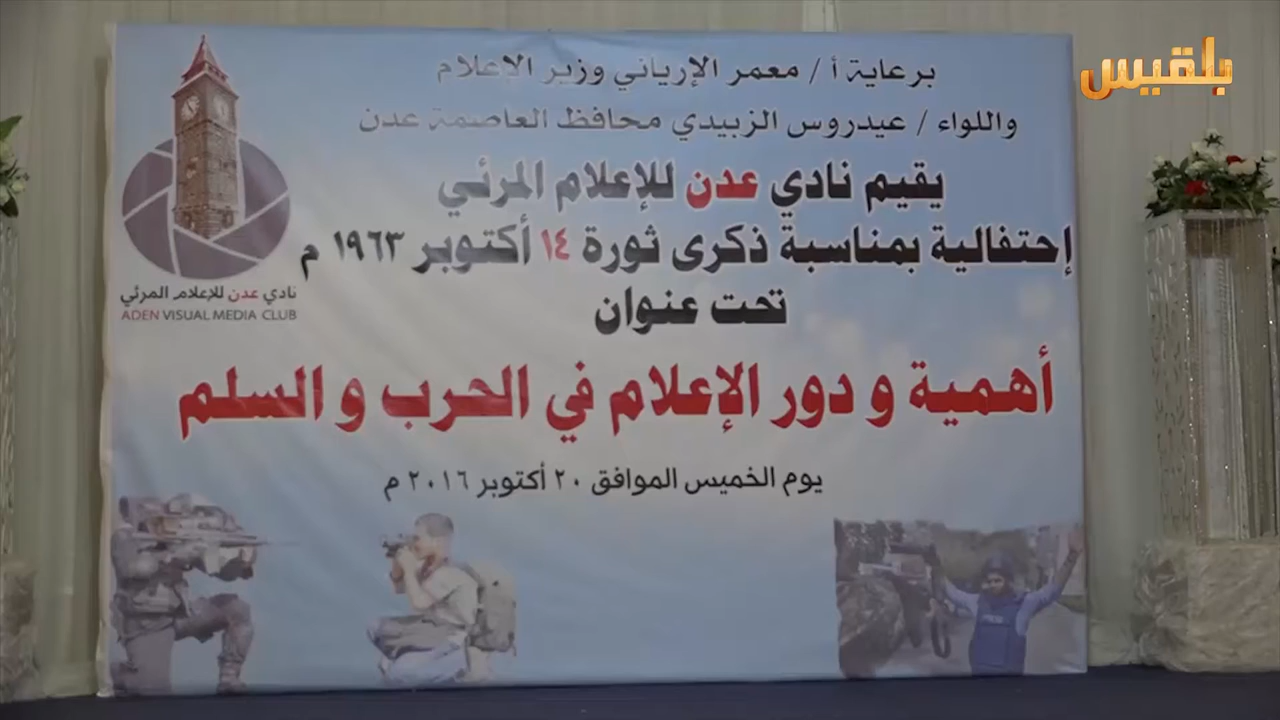 بلقيس
برعاية أ / معمر الإرياني وزير الاعلام
واللواء / عيدروس الزبيدي محافظ العاصمة عدن
يقيم نادي عدن للإعلام المرئي
إحتفالية بمناسبة ذكرى ثورة ١٤ أكتوبر ١٩٦٣ م
تحت عنوان
أهمية و دور الإعلام في الحرب و السلم
يوم الخميس الموافق ٢٠ أكتوبر ٢٠١٦ م
نادي عدن للإعلام المرئي
ADEN VISUAL MEDIA CLUB
PRESS